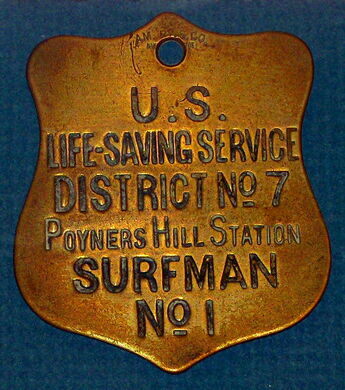 U.S.
LIFE-SAVING SERVICE
DISTRICT No 7
POYNERS HILL STATION
SURFMAN
No 1